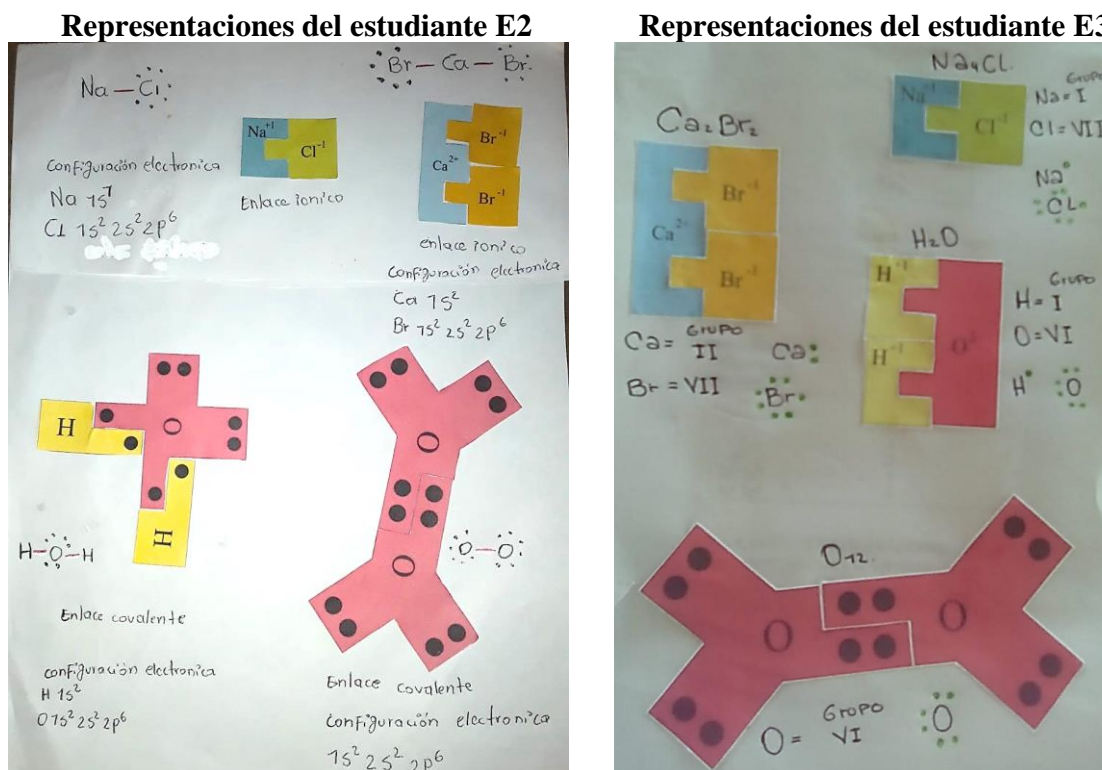 Representaciones del estudiante E2
Na — Cl
Br — Ca — Br
Na⁺¹
Cl⁻¹
Enlace ionico
Ca²⁺
Br⁻¹
Br⁻¹
enlace ionico
configuración electronica
Na 1s¹
Cl 1s² 2s² 2p⁶
configuración electronica
Ca 1s²
Br 1s² 2s² 2p⁶
H
O
H
H-O-H
Enlace covalente
configuración electronica
H 1s²
O 1s² 2s² 2p⁶
O
O
O-O
Enlace covalente
configuración electronica
1s² 2s² 2p⁶
Representaciones del estudiante E3
Na₄CL.
Na⁺¹
Cl⁻¹
Grupo
Na = I
Cl = VII
Na
CL
Ca₂Br₂
Ca²⁺
Br⁻¹
Br⁻¹
Grupo
Ca = II
Br = VII
Ca
Br
H₂O
H⁺¹
H⁺¹
Grupo
H = I
O = VI
H O
O₁₂.
O
O
Grupo
O = VI
O